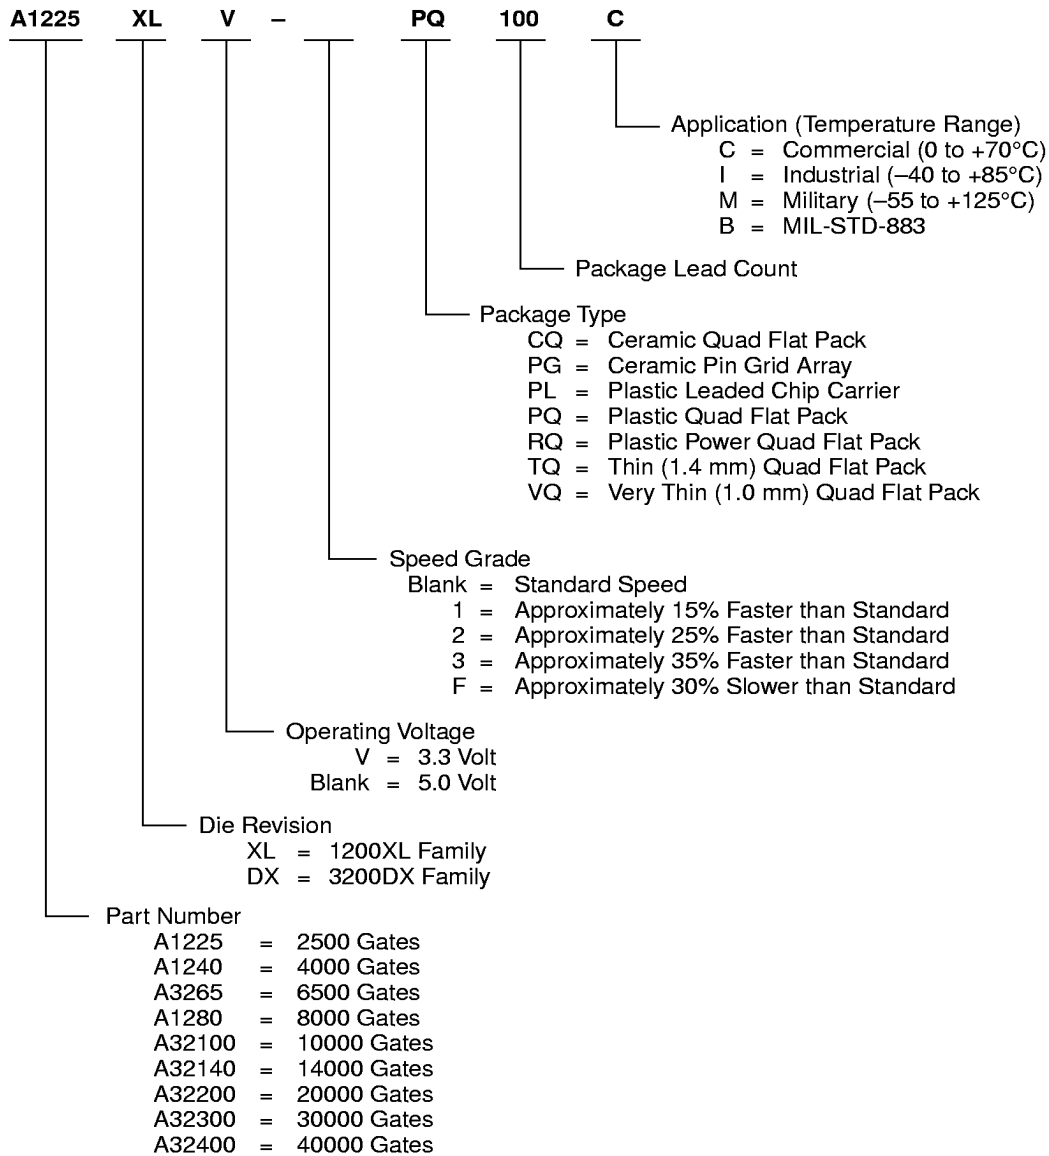 A1225 XL V – PQ 100 C
Application (Temperature Range)
C = Commercial (0 to +70°C)
I = Industrial (–40 to +85°C)
M = Military (–55 to +125°C)
B = MIL-STD-883
Package Lead Count
Package Type
CQ = Ceramic Quad Flat Pack
PG = Ceramic Pin Grid Array
PL = Plastic Leaded Chip Carrier
PQ = Plastic Quad Flat Pack
RQ = Plastic Power Quad Flat Pack
TQ = Thin (1.4 mm) Quad Flat Pack
VQ = Very Thin (1.0 mm) Quad Flat Pack
Speed Grade
Blank = Standard Speed
1 = Approximately 15% Faster than Standard
2 = Approximately 25% Faster than Standard
3 = Approximately 35% Faster than Standard
F = Approximately 30% Slower than Standard
Operating Voltage
V = 3.3 Volt
Blank = 5.0 Volt
Die Revision
XL = 1200XL Family
DX = 3200DX Family
Part Number
A1225 = 2500 Gates
A1240 = 4000 Gates
A3265 = 6500 Gates
A1280 = 8000 Gates
A32100 = 10000 Gates
A32140 = 14000 Gates
A32200 = 20000 Gates
A32300 = 30000 Gates
A32400 = 40000 Gates